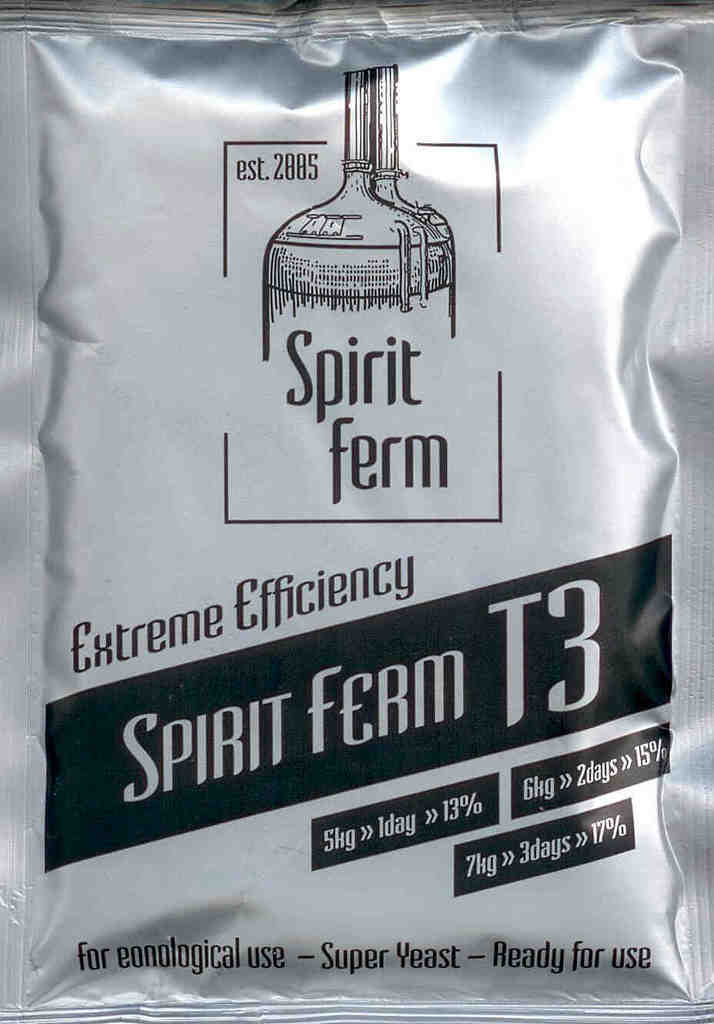 est. 2005
Spirit
ferm
Extreme Efficiency
SPIRIT FERM T3
5kg » 1day » 13%
6kg » 2days » 15%
7kg » 3days » 17%
for eonological use – Super Yeast – Ready for use